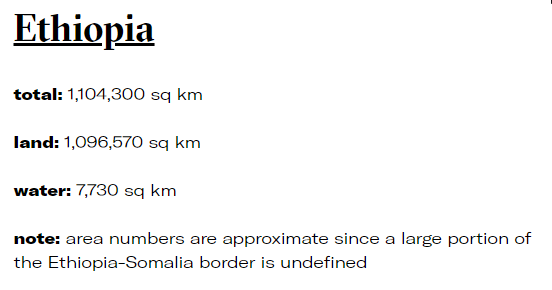 Ethiopia
total: 1,104,300 sq km
land: 1,096,570 sq km
water: 7,730 sq km
note: area numbers are approximate since a large portion of
the Ethiopia-Somalia border is undefined